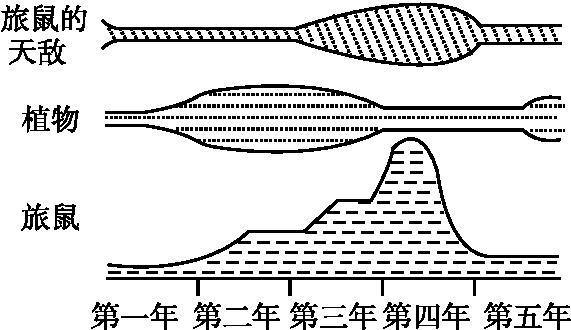 旅鼠的
天敌
植物
旅鼠
第一年 第二年 第三年 第四年 第五年